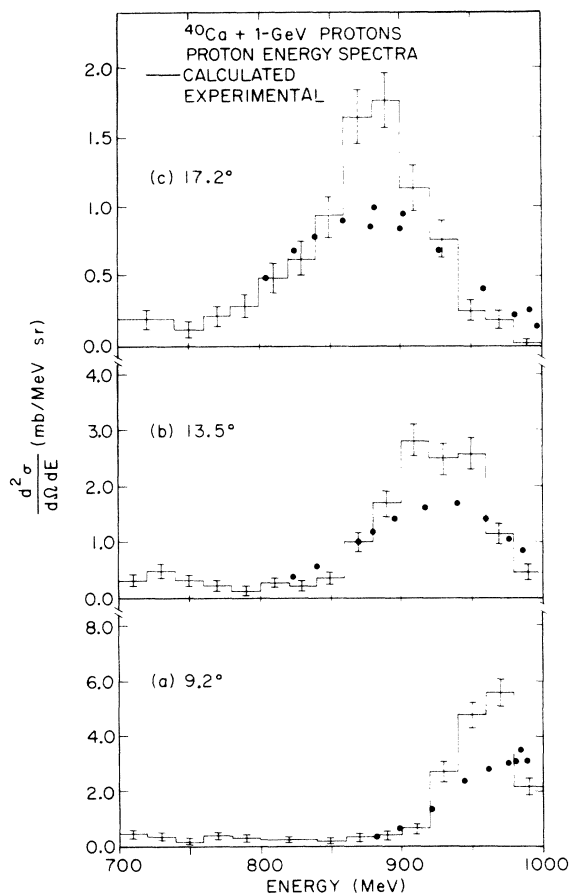 ⁴⁰Ca + 1-GeV PROTONS
PROTON ENERGY SPECTRA
CALCULATED
EXPERIMENTAL
2.0
1.5
(c) 17.2°
1.0
0.5
0.0
4.0
(b) 13.5°
3.0
2.0
1.0
0.0
8.0
(a) 9.2°
6.0
4.0
2.0
0.0
d²σ
dΩdE
(mb/MeV sr)
700
800
900
1000
ENERGY (MeV)